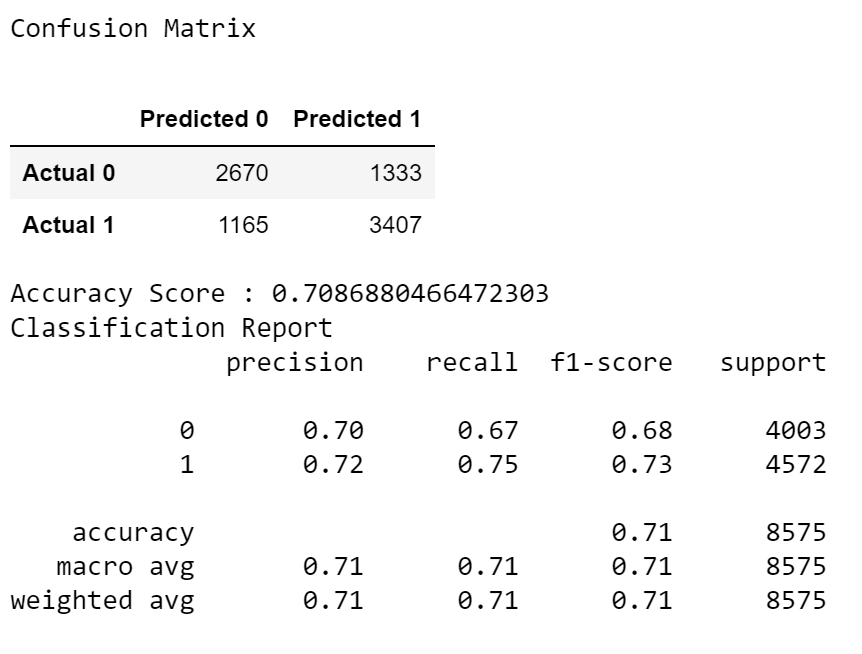 Confusion Matrix
Predicted 0 Predicted 1
Actual 0 2670 1333
Actual 1 1165 3407
Accuracy Score : 0.7086880466472303
Classification Report
precision recall f1-score support
0 0.70 0.67 0.68 4003
1 0.72 0.75 0.73 4572
accuracy 0.71 8575
macro avg 0.71 0.71 0.71 8575
weighted avg 0.71 0.71 0.71 8575